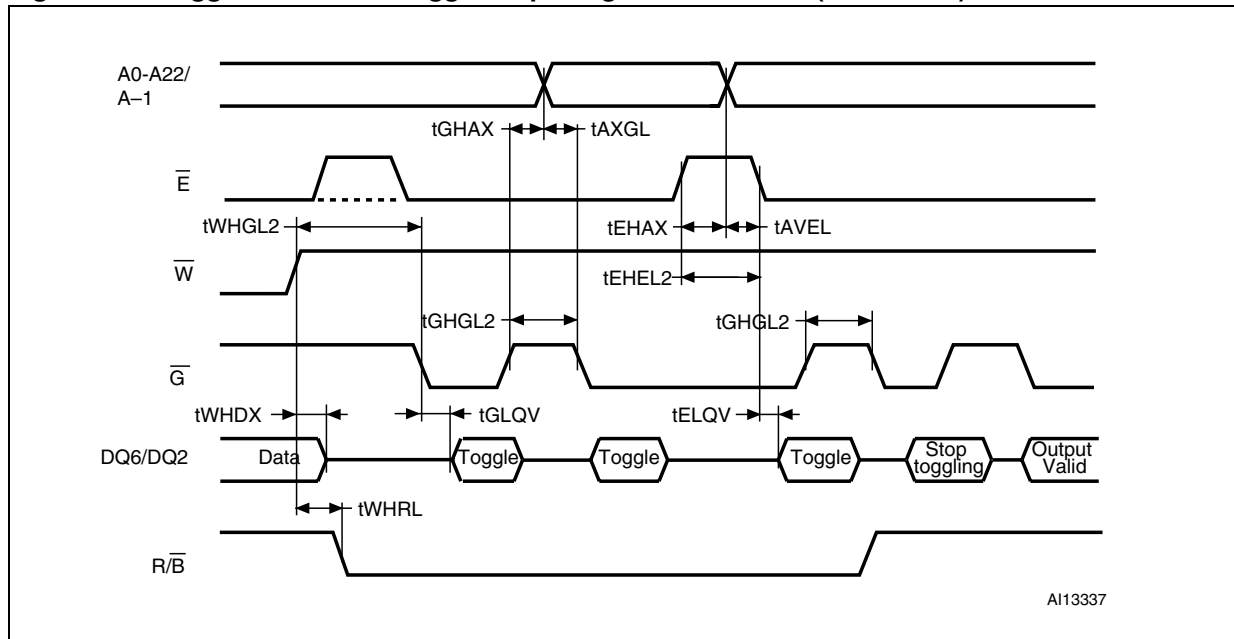 A0-A22/
A–1
tGHAX
tAXGL
E̅
tWHGL2
tEHAX
tAVEL
W̅
tEHEL2
tGHGL2
tGHGL2
G̅
tWHDX
tGLQV
tELQV
DQ6/DQ2
Data
Toggle
Toggle
Toggle
Stop
toggling
Output
Valid
tWHRL
R/B̅
AI13337